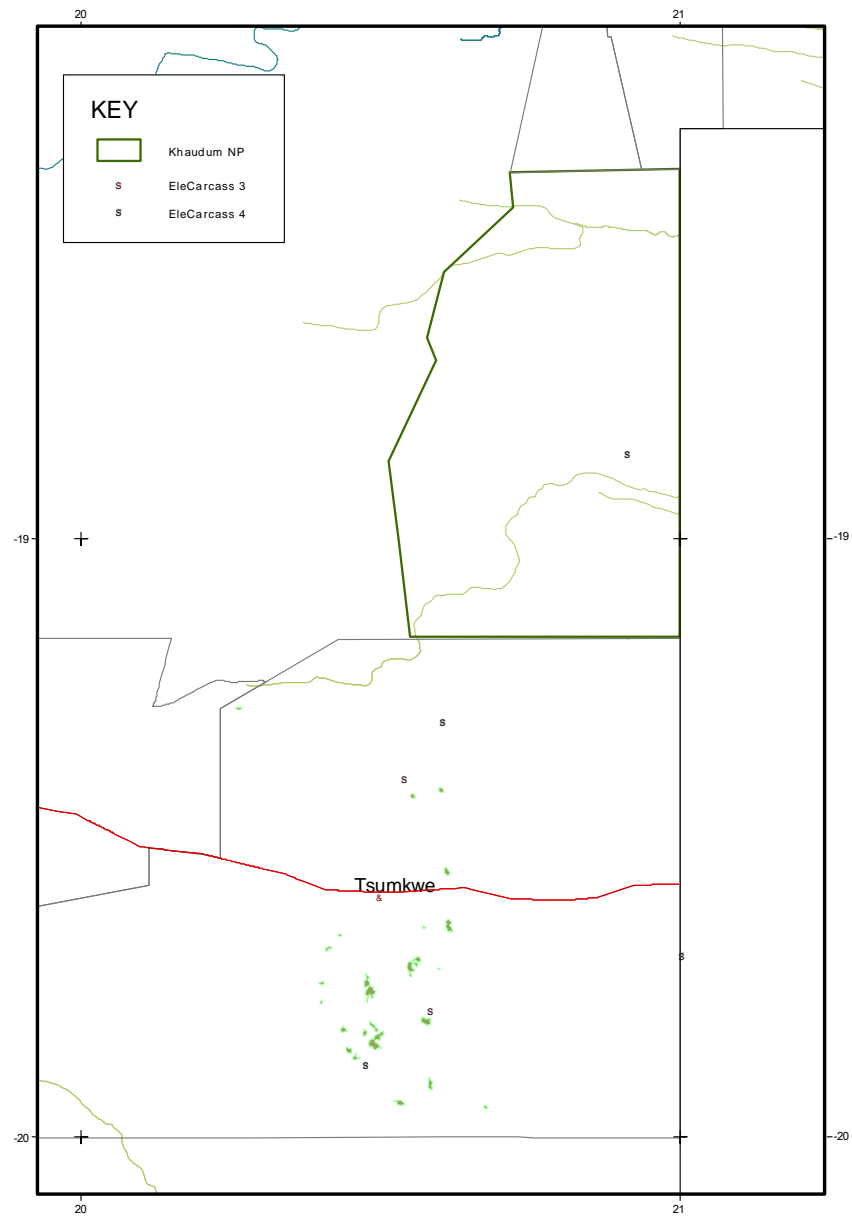 20 21
KEY
Khaudum NP
s EleCarcass 3
s EleCarcass 4
s
-19 -19
s
s
Tsumkwe
&
s
s
s
-20 -20
20 21